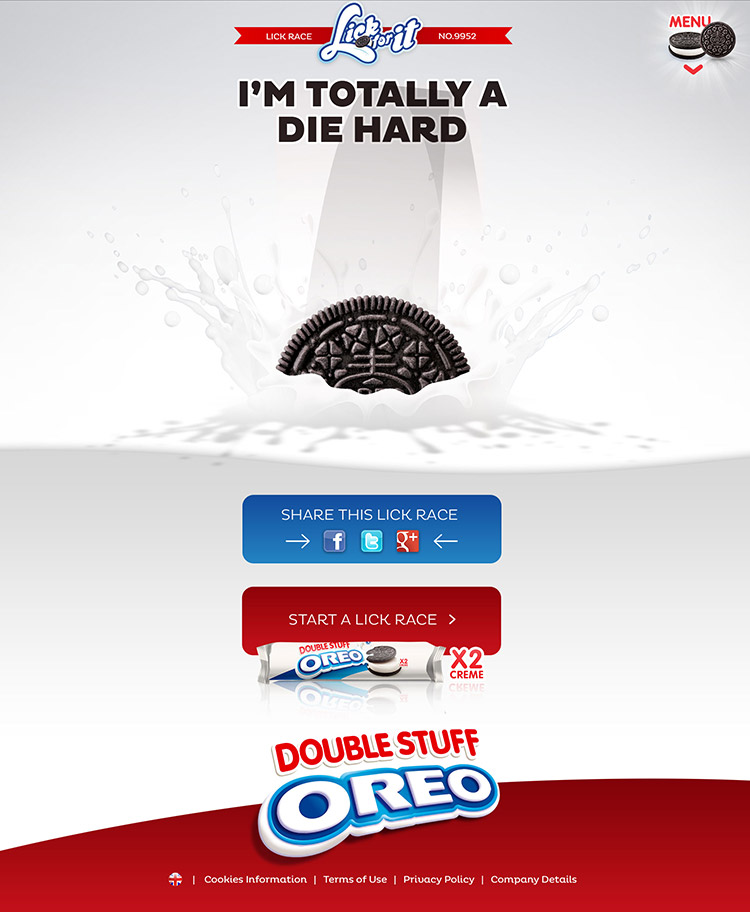 LICK RACE
Lick for it
NO.9952
MENU
I'M TOTALLY A
DIE HARD
OREO
SHARE THIS LICK RACE
f
t
g+
START A LICK RACE >
DOUBLE STUFF
OREO
X2
X2
CREME
DOUBLE STUFF
OREO
| Cookies Information | Terms of Use | Privacy Policy | Company Details